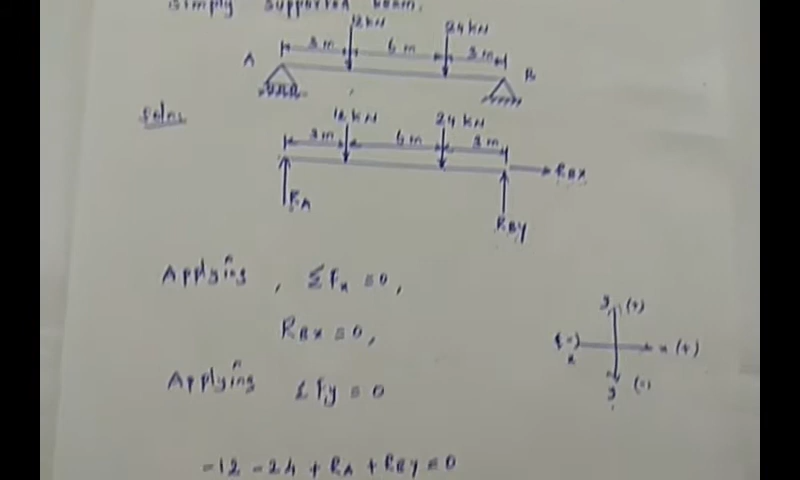 Simply supported beam.
12 kN 24 kN
A 3 m 6 m 3 m B
Soln:
12 kN 24 kN
3 m 6 m 3 m
RBX
RA RBY
Applying, ΣFx = 0,
RBX = 0,
y (+)
(-) x x (+)
y (-)
Applying ΣFy = 0
-12 - 24 + RA + RBY = 0